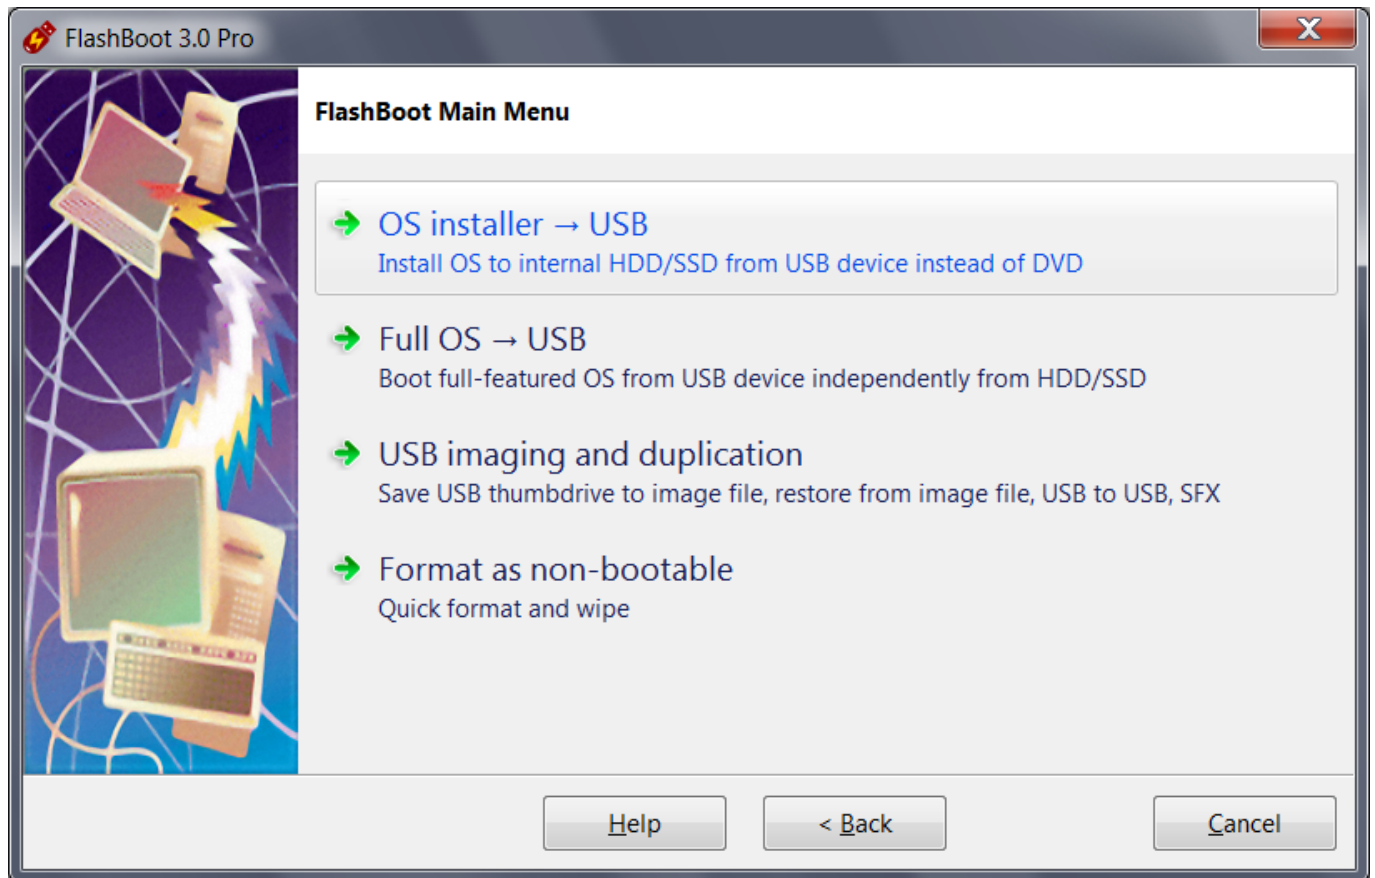 FlashBoot 3.0 Pro
X
FlashBoot Main Menu
OS installer → USB
Install OS to internal HDD/SSD from USB device instead of DVD
Full OS → USB
Boot full-featured OS from USB device independently from HDD/SSD
USB imaging and duplication
Save USB thumbdrive to image file, restore from image file, USB to USB, SFX
Format as non-bootable
Quick format and wipe
Help
< Back
Cancel